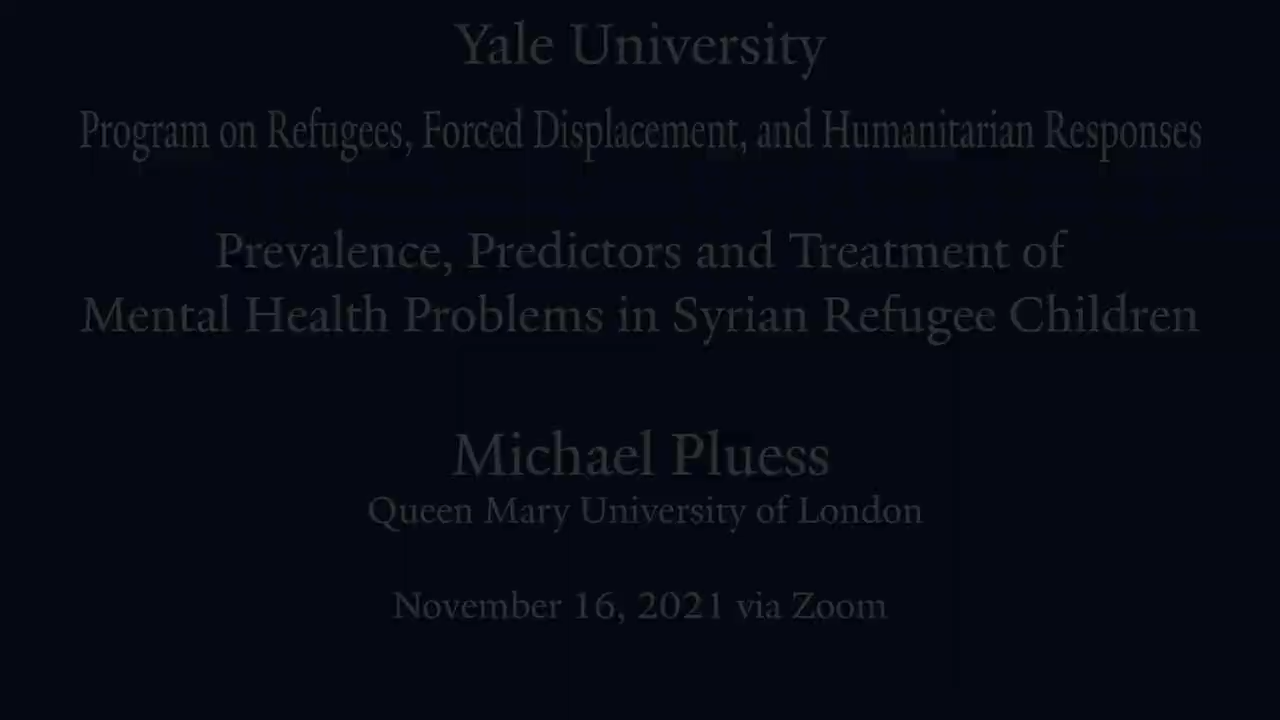 Yale University
Program on Refugees, Forced Displacement, and Humanitarian Responses
Prevalence, Predictors and Treatment of
Mental Health Problems in Syrian Refugee Children
Michael Pluess
Queen Mary University of London
November 16, 2021 via Zoom